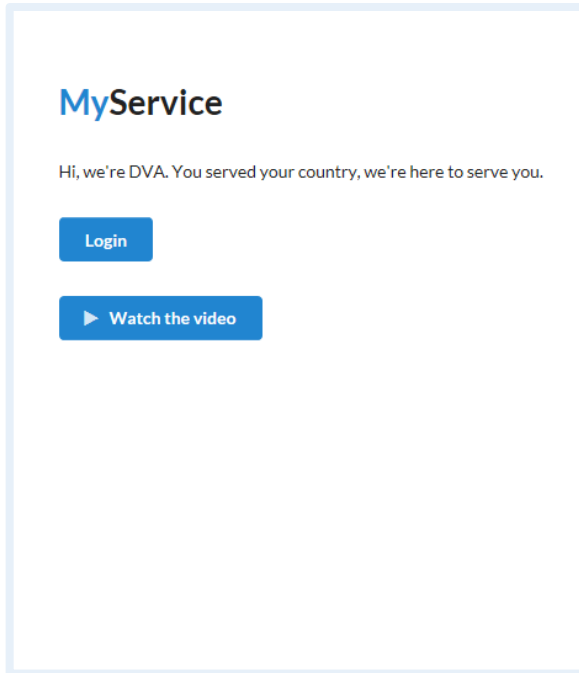 MyService
Hi, we're DVA. You served your country, we're here to serve you.
Login
Watch the video